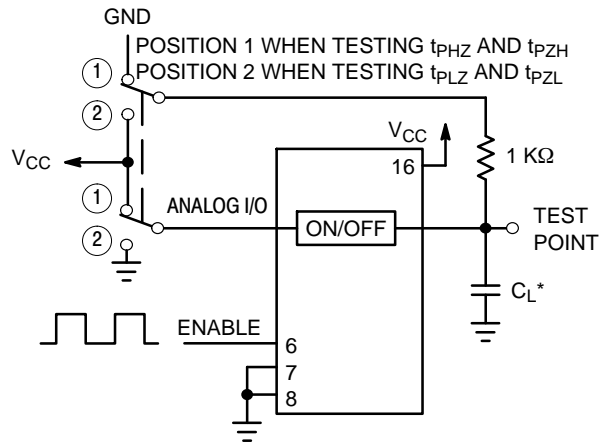 GND
POSITION 1 WHEN TESTING tPHZ AND tPZH
POSITION 2 WHEN TESTING tPLZ AND tPZL
1
2
VCC
16
1 KΩ
VCC
1
2
ANALOG I/O
ON/OFF
TEST
POINT
CL*
ENABLE
6
7
8